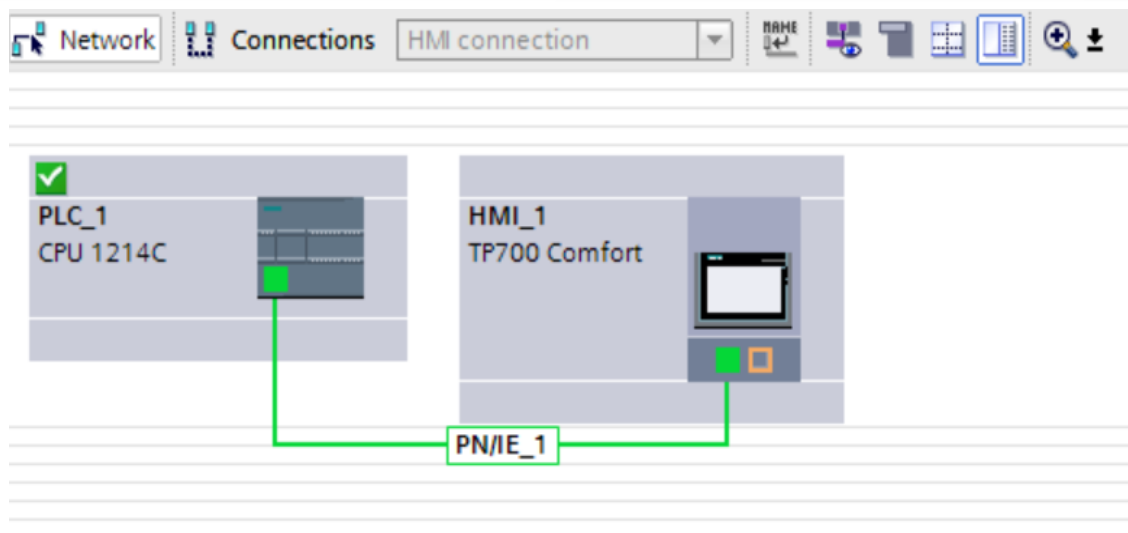 Network Connections HMI connection NAME
PLC_1
CPU 1214C
HMI_1
TP700 Comfort
PN/IE_1